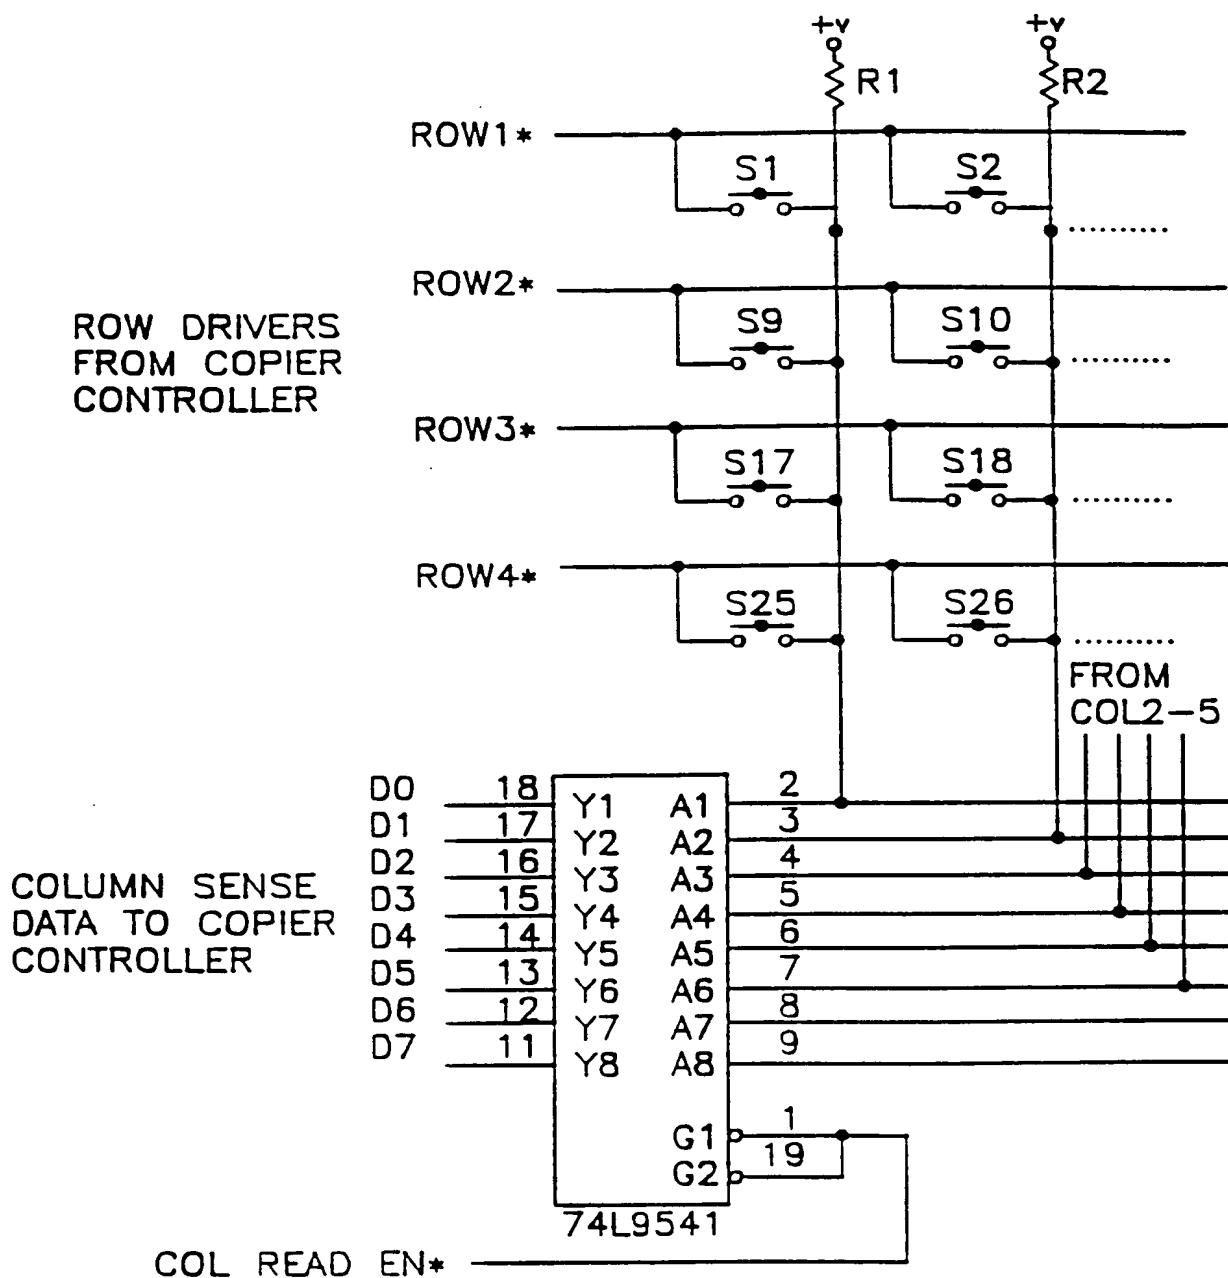 +v +v
R1 R2
ROW1*
S1 S2
ROW2*
S9 S10
ROW DRIVERS
FROM COPIER
CONTROLLER
ROW3*
S17 S18
ROW4*
S25 S26
FROM
COL2-5
D0 18 Y1 A1 2
D1 17 Y2 A2 3
D2 16 Y3 A3 4
D3 15 Y4 A4 5
D4 14 Y5 A5 6
D5 13 Y6 A6 7
D6 12 Y7 A7 8
D7 11 Y8 A8 9
COLUMN SENSE
DATA TO COPIER
CONTROLLER
G1 1
G2 19
74L9541
COL READ EN*